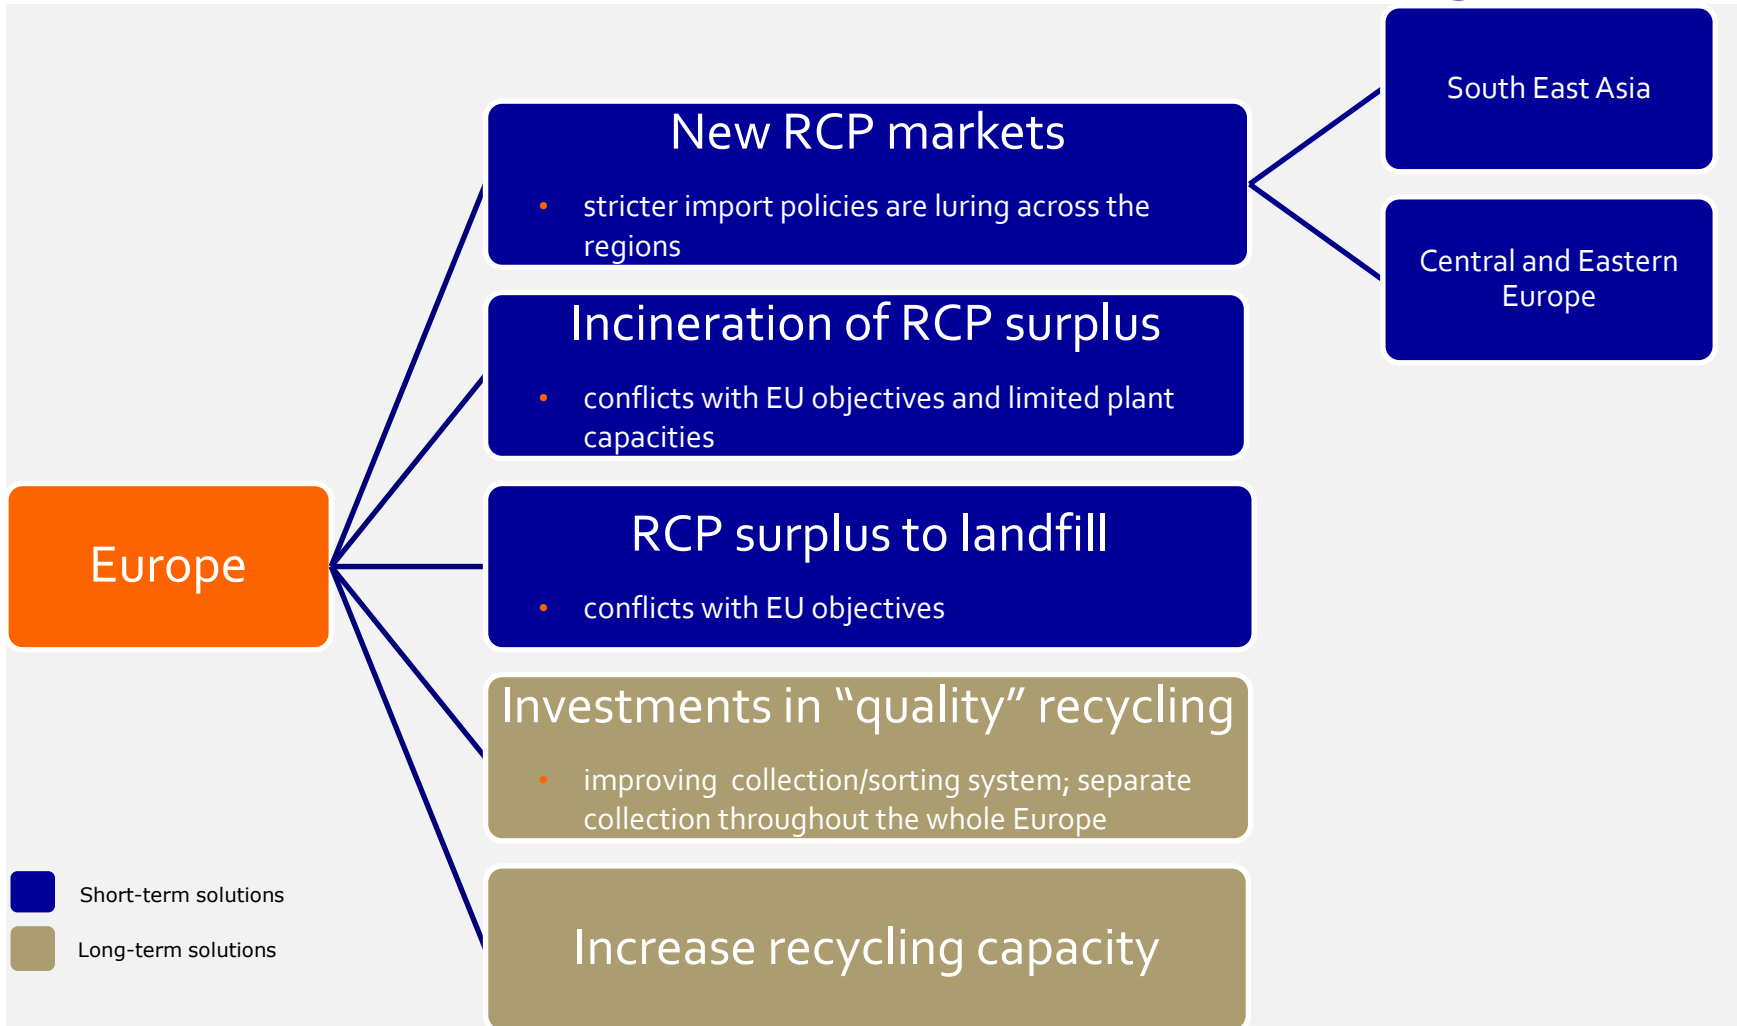 South East Asia
New RCP markets
• stricter import policies are luring across the
regions
Central and Eastern
Europe
Incineration of RCP surplus
• conflicts with EU objectives and limited plant
capacities
RCP surplus to landfill
• conflicts with EU objectives
Europe
Investments in “quality” recycling
• improving collection/sorting system; separate
collection throughout the whole Europe
Increase recycling capacity
Short-term solutions
Long-term solutions